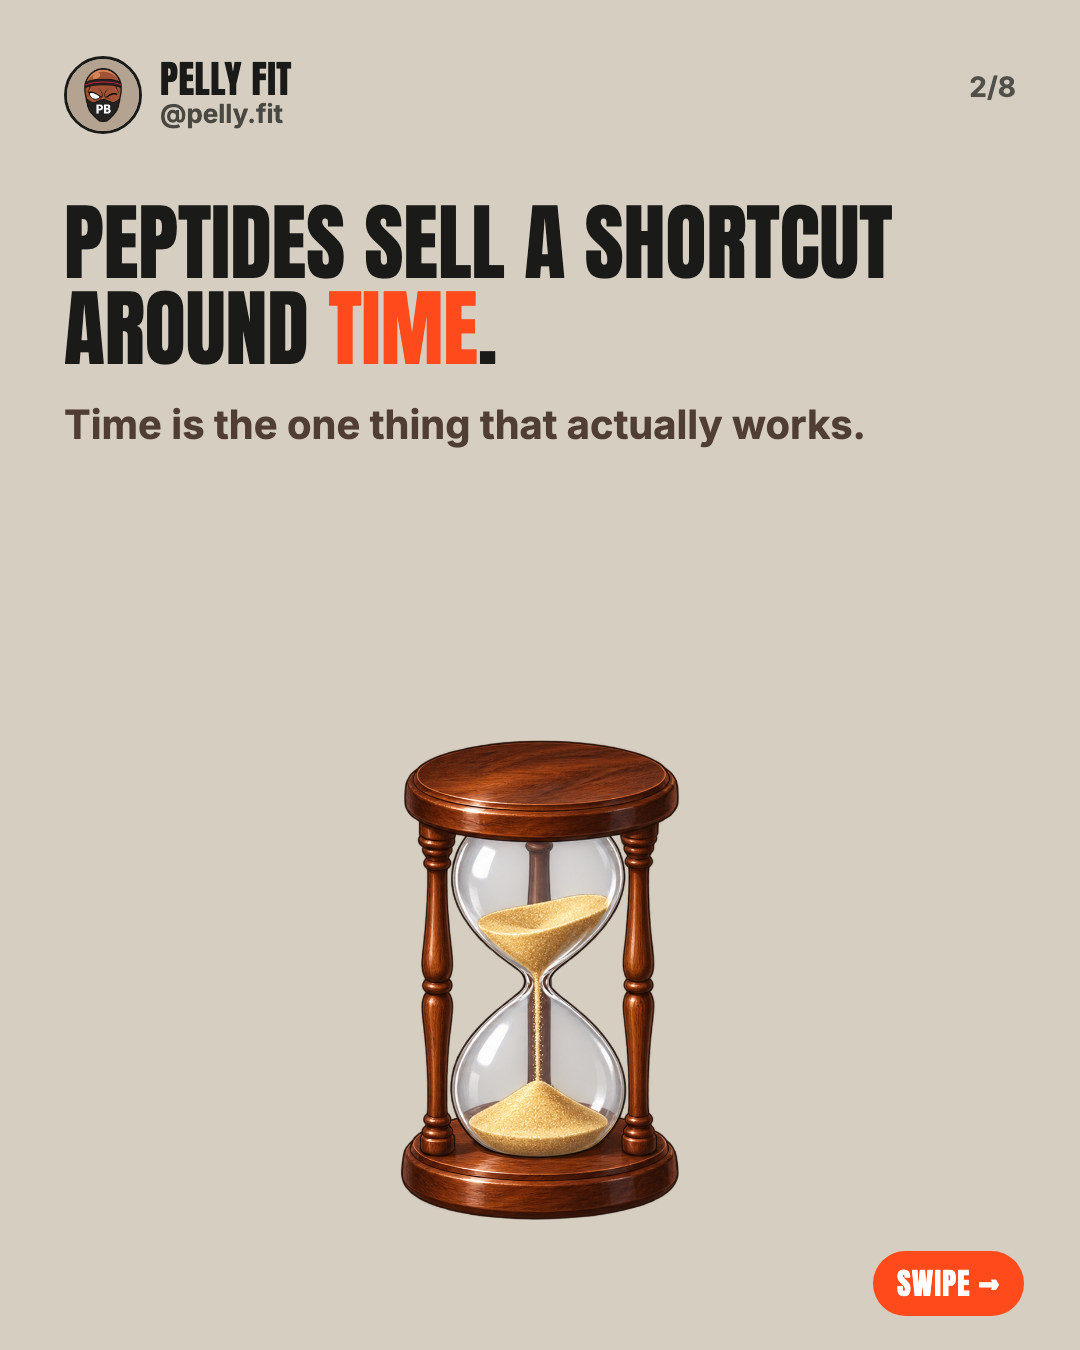 PELLY FIT
@pelly.fit
2/8
PB
PEPTIDES SELL A SHORTCUT
AROUND TIME.
Time is the one thing that actually works.
SWIPE →